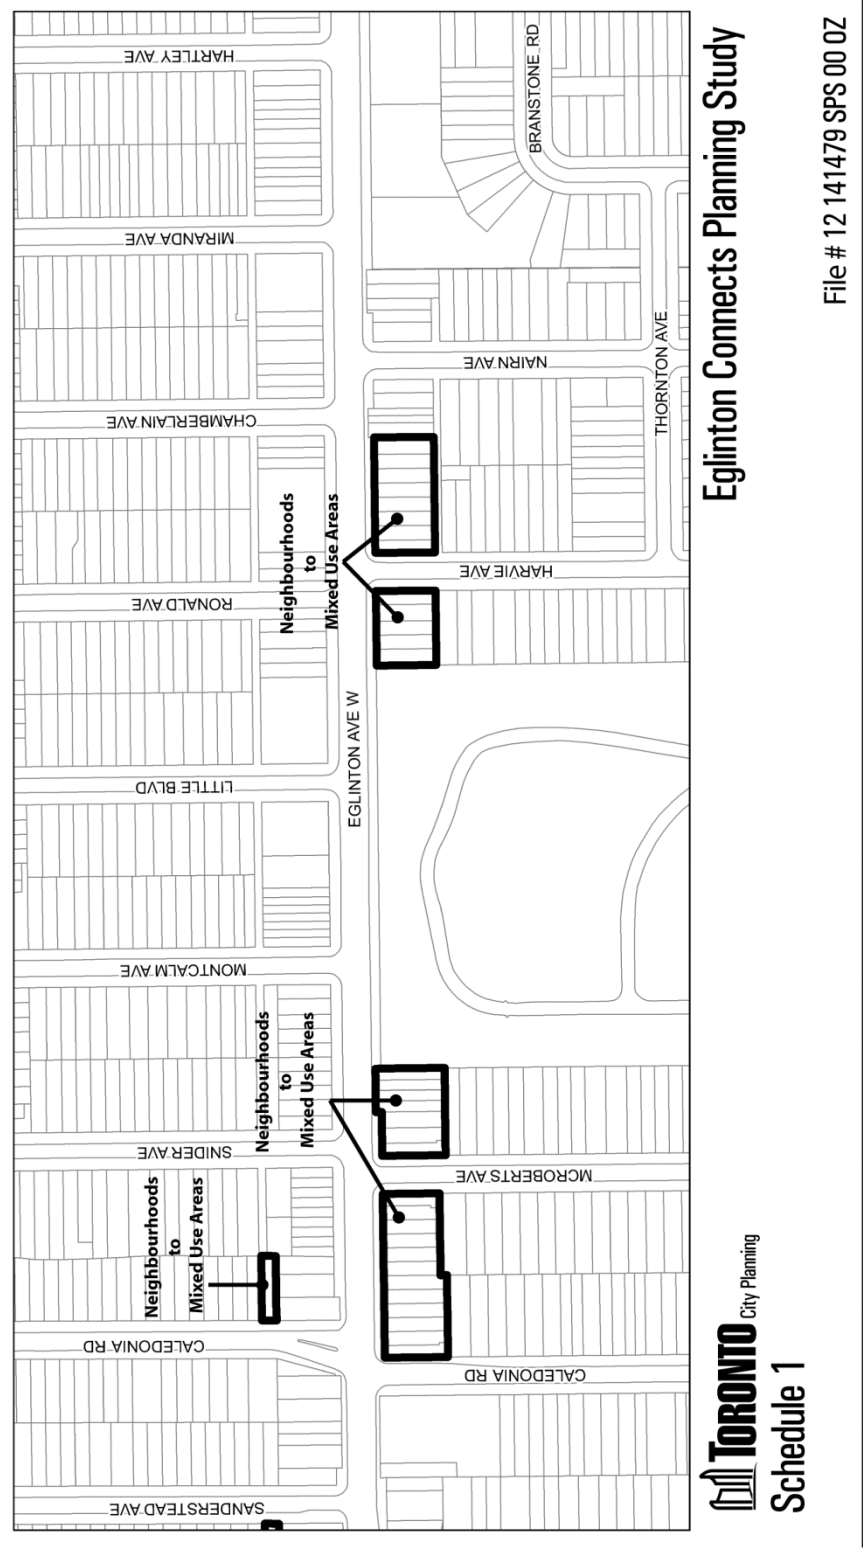 HARTLEY AVE
MIRANDA AVE
CHAMBERLAIN AVE
RONALD AVE
LITTLE BLVD
MONTCALM AVE
SNIDER AVE
CALEDONIA RD
SANDERSTEAD AVE
Neighbourhoods
to
Mixed Use Areas
Neighbourhoods
to
Mixed Use Areas
Neighbourhoods
to
Mixed Use Areas
EGLINTON AVE W
BRANSTONE RD
NAIRN AVE
THORNTON AVE
HARVIE AVE
MCROBERTS AVE
CALEDONIA RD
TORONTO City Planning
Schedule 1
Eglinton Connects Planning Study
File # 12 141479 SPS 00 OZ